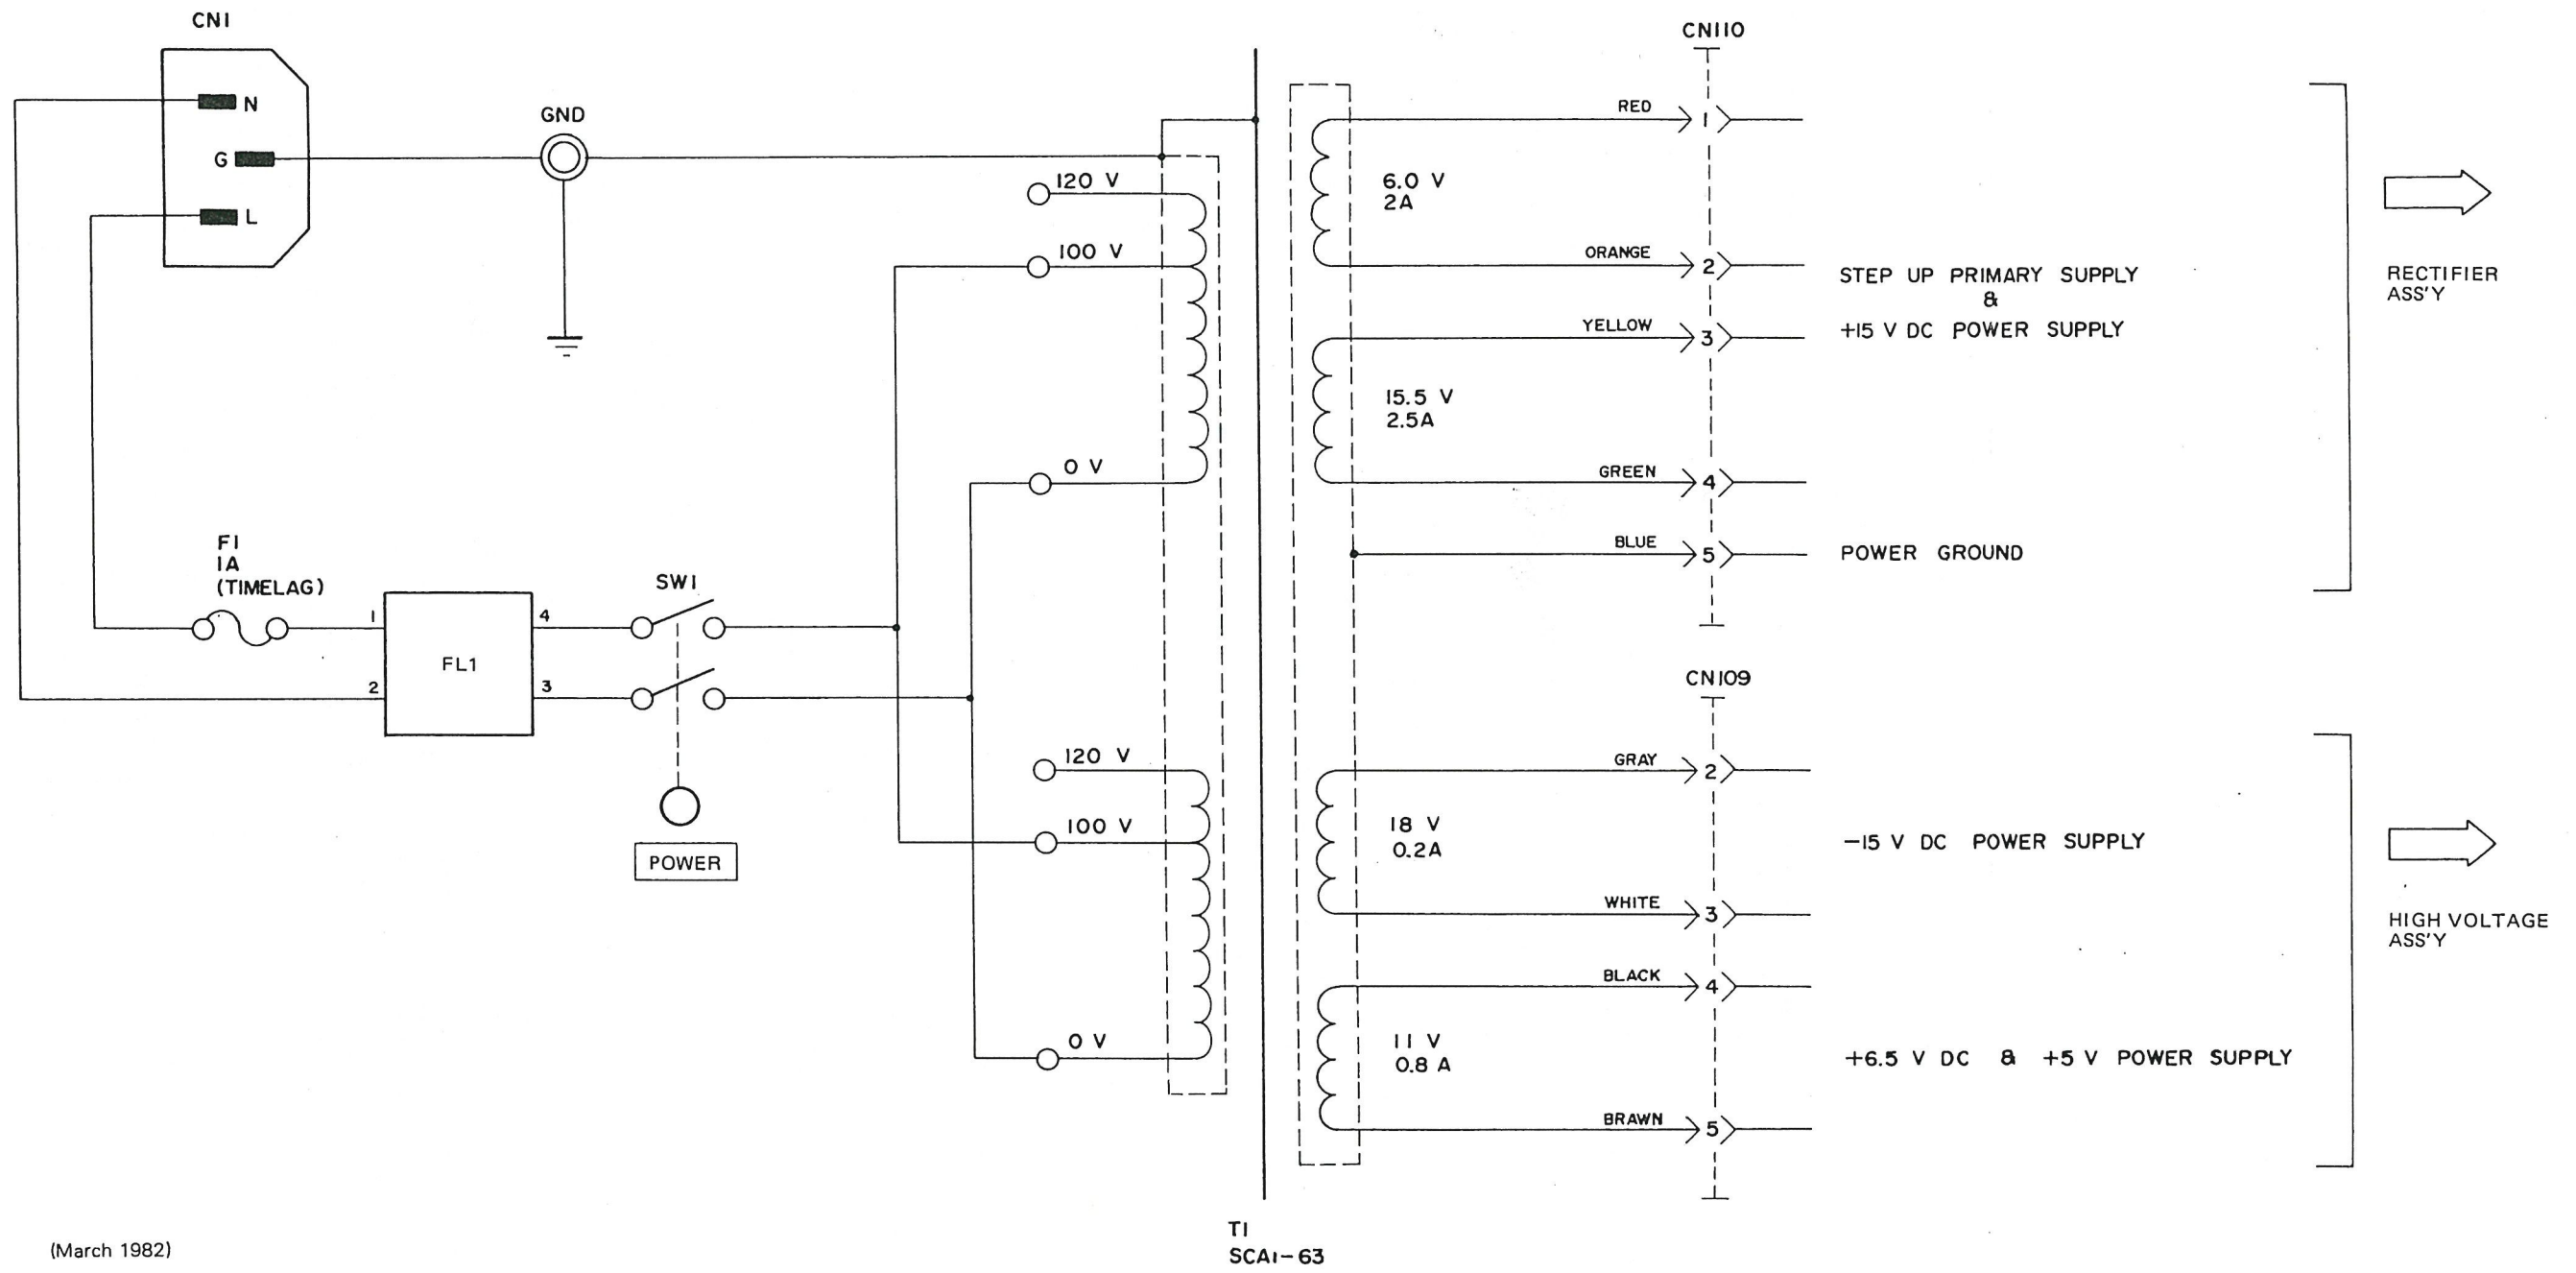 CN1
N
G
L
GND
F1
1A
(TIMELAG)
1
2
FL1
4
3
SW1
POWER
120 V
100 V
0 V
120 V
100 V
0 V
T1
SCA1-63
CN110
RED
1
6.0 V
2A
ORANGE
2
YELLOW
3
15.5 V
2.5A
GREEN
4
BLUE
5
STEP UP PRIMARY SUPPLY
&
+15 V DC POWER SUPPLY
POWER GROUND
RECTIFIER
ASS'Y
CN109
GRAY
2
18 V
0.2A
WHITE
3
BLACK
4
11 V
0.8 A
BRAWN
5
-15 V DC POWER SUPPLY
+6.5 V DC & +5 V POWER SUPPLY
HIGH VOLTAGE
ASS'Y
(March 1982)